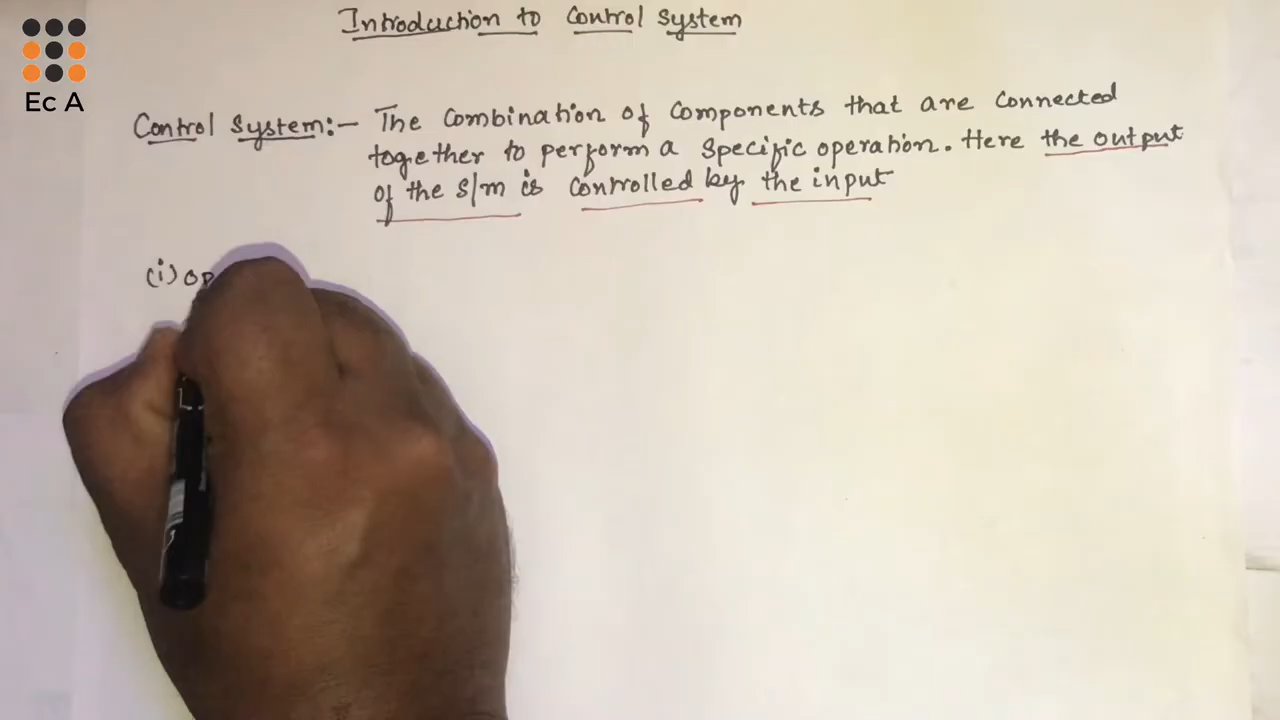 Introduction to Control System
Ec A
Control System:- The Combination of Components that are Connected
together to perform a Specific operation. Here the output
of the s/m is Controlled by the input
(i) op